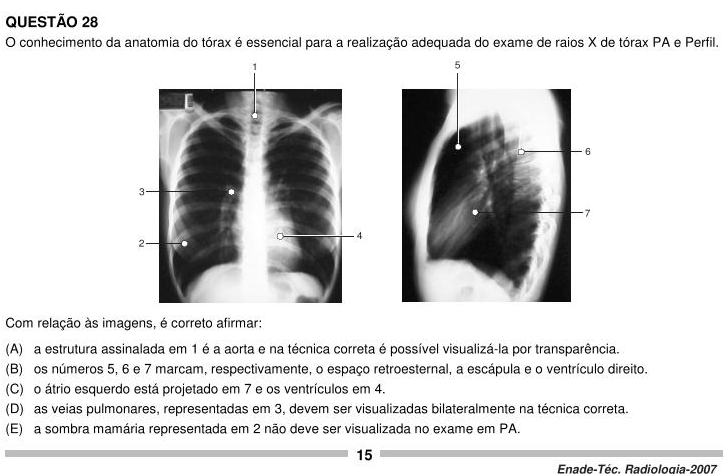 QUESTÃO 28
O conhecimento da anatomia do tórax é essencial para a realização adequada do exame de raios X de tórax PA e Perfil.
1
5
6
3
7
4
2
Com relação às imagens, é correto afirmar:
(A) a estrutura assinalada em 1 é a aorta e na técnica correta é possível visualizá-la por transparência.
(B) os números 5, 6 e 7 marcam, respectivamente, o espaço retroesternal, a escápula e o ventrículo direito.
(C) o átrio esquerdo está projetado em 7 e os ventrículos em 4.
(D) as veias pulmonares, representadas em 3, devem ser visualizadas bilateralmente na técnica correta.
(E) a sombra mamária representada em 2 não deve ser visualizada no exame em PA.
15
Enade-Téc. Radiologia-2007